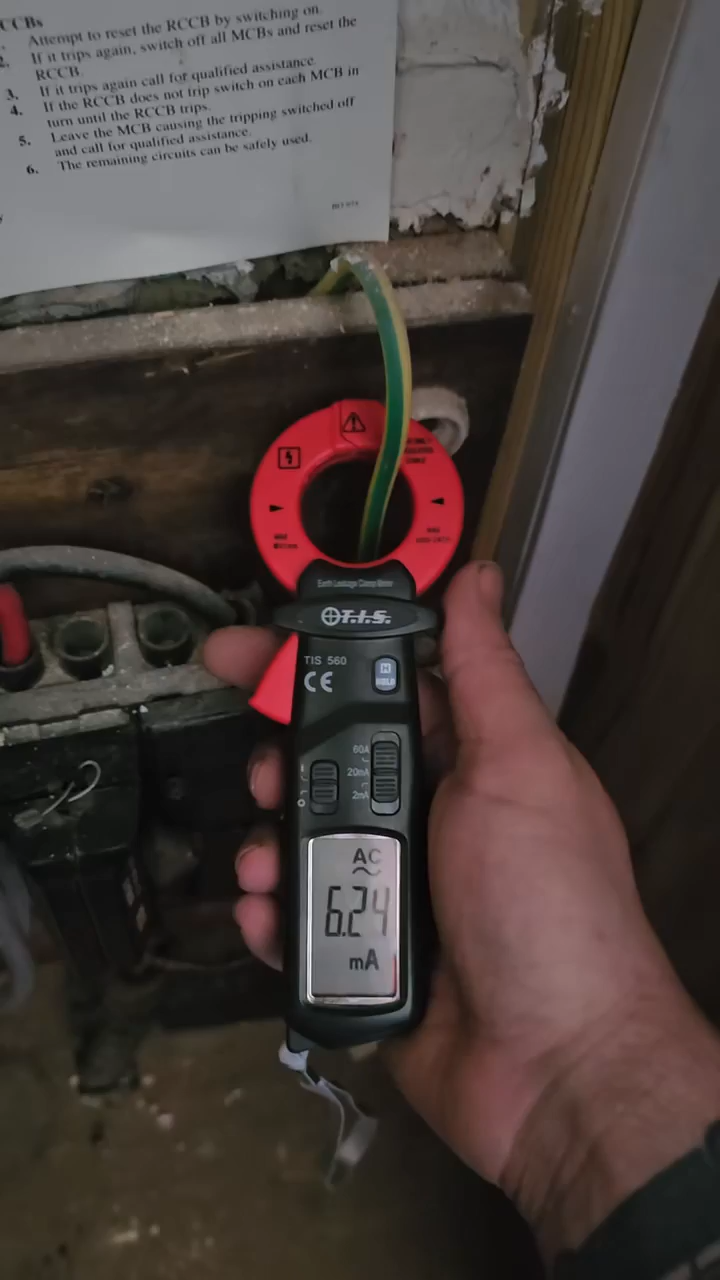 CCBs
Attempt to reset the RCCB by switching on.
2. If it trips again, switch off all MCBs and reset the
RCCB.
3. If it trips again call for qualified assistance.
4. If the RCCB does not trip switch on each MCB in
turn until the RCCB trips.
5. Leave the MCB causing the tripping switched off
and call for qualified assistance.
6. The remaining circuits can be safely used.
Earth Leakage Clamp Meter
T.I.S.
TIS 560
CE
H
HOLD
60A
20mA
2mA
AC
6.24
mA